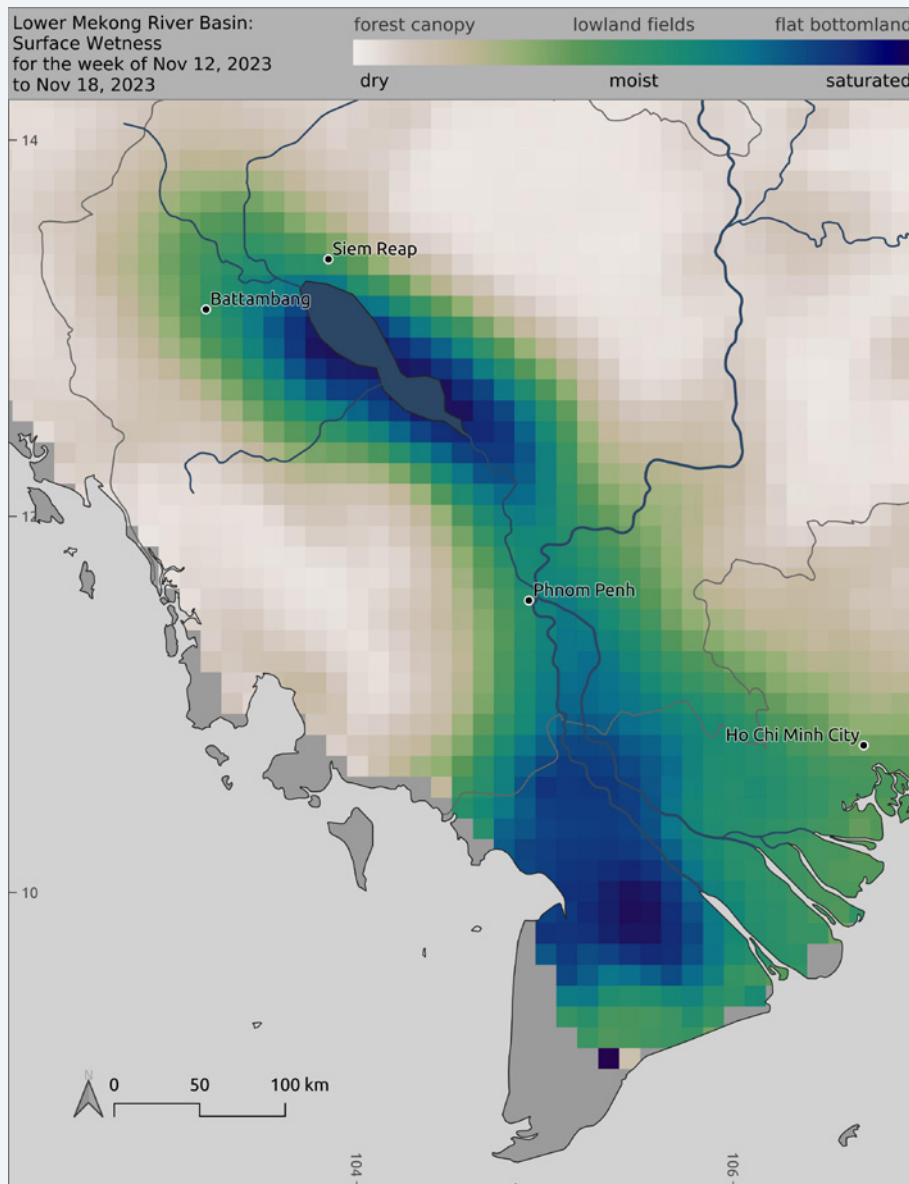 Lower Mekong River Basin:
Surface Wetness
for the week of Nov 12, 2023
to Nov 18, 2023
forest canopy lowland fields flat bottomland
dry moist saturated
14
Siem Reap
Battambang
12
Phnom Penh
Ho Chi Minh City
10
N
0 50 100 km
104
106